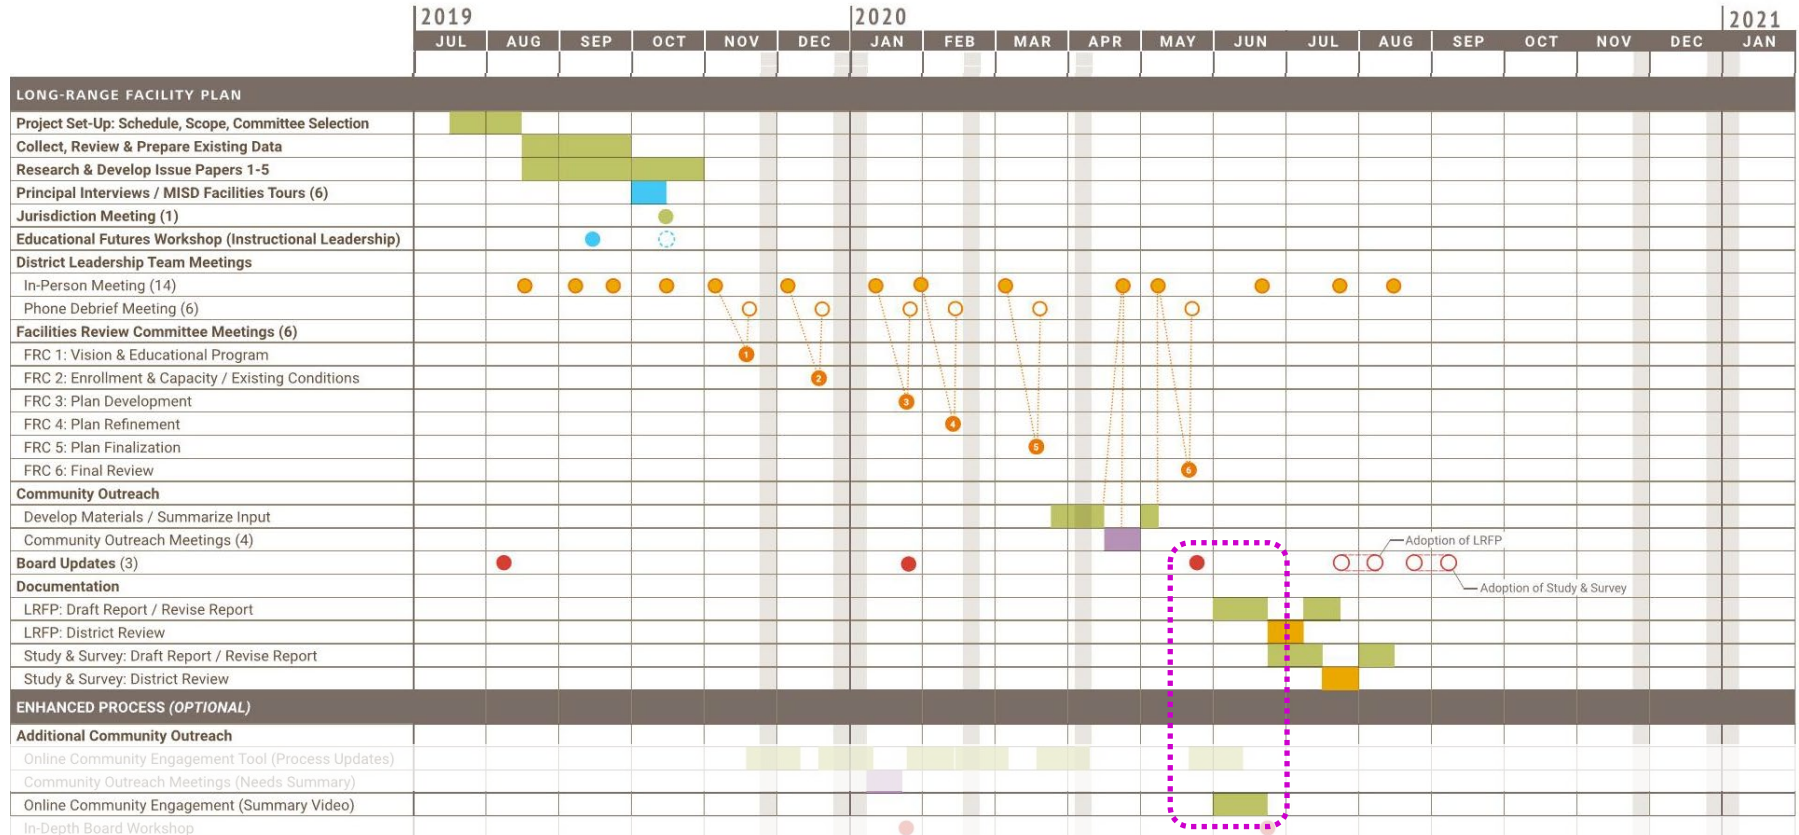 2019 2020 2021
JUL AUG SEP OCT NOV DEC JAN FEB MAR APR MAY JUN JUL AUG SEP OCT NOV DEC JAN
LONG-RANGE FACILITY PLAN
Project Set-Up: Schedule, Scope, Committee Selection
Collect, Review & Prepare Existing Data
Research & Develop Issue Papers 1-5
Principal Interviews / MISD Facilities Tours (6)
Jurisdiction Meeting (1)
Educational Futures Workshop (Instructional Leadership)
District Leadership Team Meetings
In-Person Meeting (14)
Phone Debrief Meeting (6)
Facilities Review Committee Meetings (6)
FRC 1: Vision & Educational Program 1
FRC 2: Enrollment & Capacity / Existing Conditions 2
FRC 3: Plan Development 3
FRC 4: Plan Refinement 4
FRC 5: Plan Finalization 5
FRC 6: Final Review 6
Community Outreach
Develop Materials / Summarize Input
Community Outreach Meetings (4) Adoption of LRFP
Board Updates (3)
Documentation Adoption of Study & Survey
LRFP: Draft Report / Revise Report
LRFP: District Review
Study & Survey: Draft Report / Revise Report
Study & Survey: District Review
ENHANCED PROCESS (OPTIONAL)
Additional Community Outreach
Online Community Engagement Tool (Process Updates)
Community Outreach Meetings (Needs Summary)
Online Community Engagement (Summary Video)
In-Depth Board Workshop